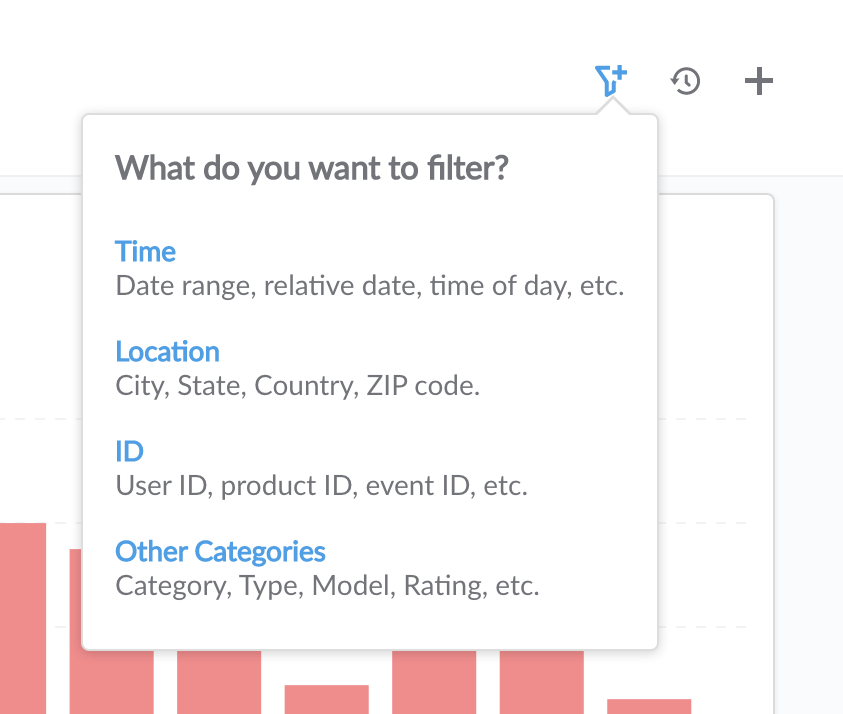 What do you want to filter?
Time
Date range, relative date, time of day, etc.
Location
City, State, Country, ZIP code.
ID
User ID, product ID, event ID, etc.
Other Categories
Category, Type, Model, Rating, etc.